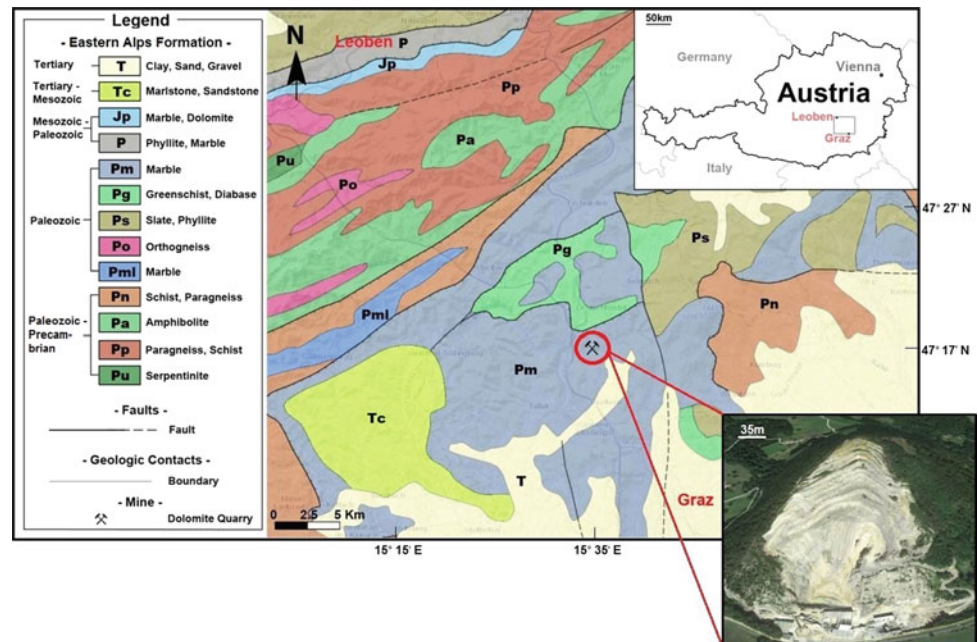 Legend
- Eastern Alps Formation -
Tertiary T Clay, Sand, Gravel
Tertiary - Mesozoic Tc Marlstone, Sandstone
Mesozoic - Paleozoic
Jp Marble, Dolomite
P Phyllite, Marble
Paleozoic
Pm Marble
Pg Greenschist, Diabase
Ps Slate, Phyllite
Po Orthogneiss
Pml Marble
Paleozoic - Precam- brian
Pn Schist, Paragneiss
Pa Amphibolite
Pp Paragneiss, Schist
Pu Serpentinite
- Faults -
Fault
- Geologic Contacts -
Boundary
- Mine -
Dolomite Quarry
N
Leoben P
Jp
Pp
Pa
Pu
Po
Pg
Ps
Pn
Pml
Pm
Tc
T
Graz
0 2.5 5 Km
50km
Germany
Vienna
Austria
Leoben
Graz
Italy
47° 27' N
47° 17' N
15° 15' E
15° 35' E
35m